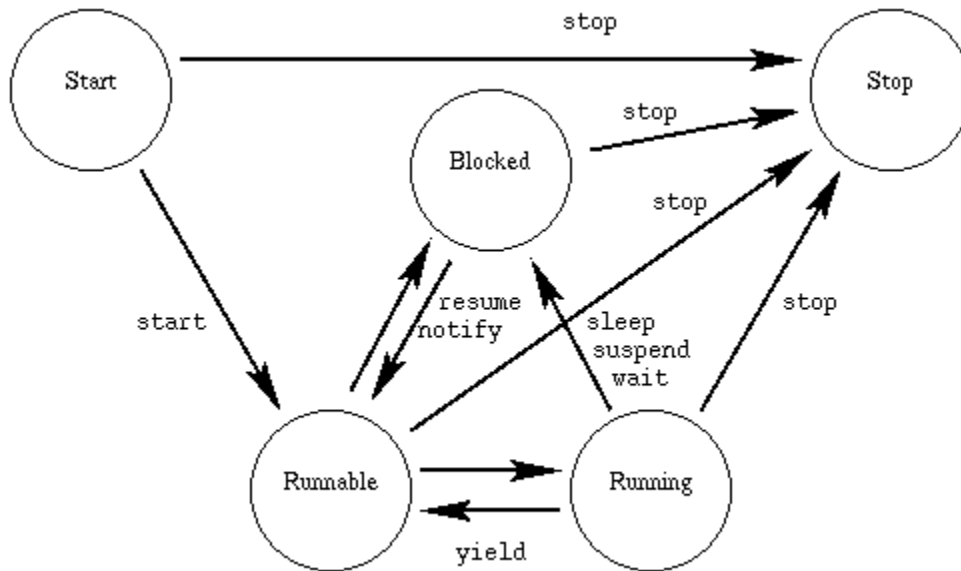 stop
Start
Stop
stop
Blocked
stop
resume
notify
start
sleep
suspend
wait
stop
Runnable
Running
yield